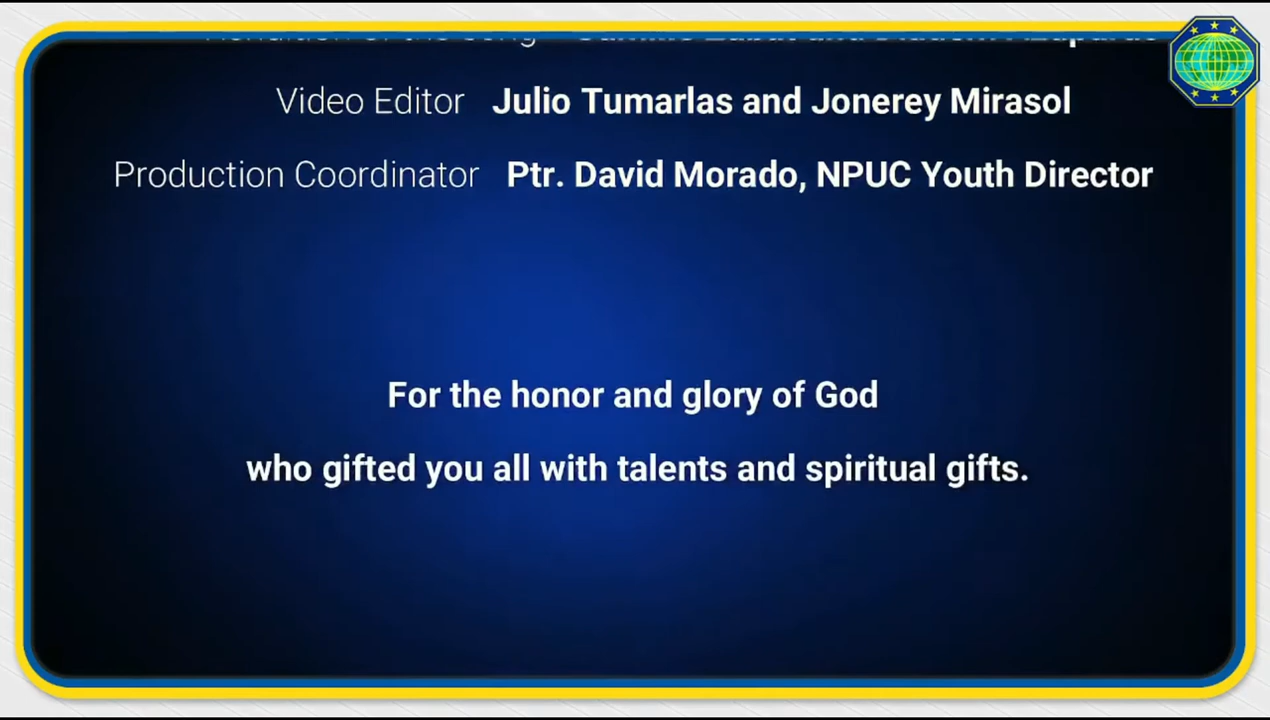 Video Editor Julio Tumarlas and Jonerey Mirasol
Production Coordinator Ptr. David Morado, NPUC Youth Director
For the honor and glory of God
who gifted you all with talents and spiritual gifts.